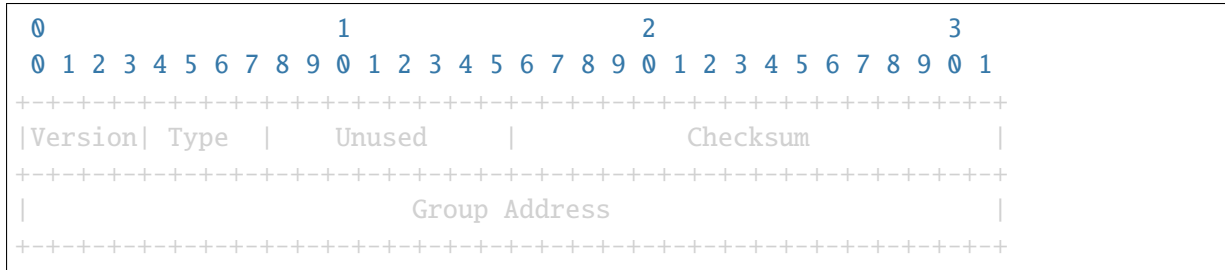 0                   1                   2                   3
 0 1 2 3 4 5 6 7 8 9 0 1 2 3 4 5 6 7 8 9 0 1 2 3 4 5 6 7 8 9 0 1
+-+-+-+-+-+-+-+-+-+-+-+-+-+-+-+-+-+-+-+-+-+-+-+-+-+-+-+-+-+-+-+-+
|Version| Type  |    Unused     |           Checksum            |
+-+-+-+-+-+-+-+-+-+-+-+-+-+-+-+-+-+-+-+-+-+-+-+-+-+-+-+-+-+-+-+-+
|                         Group Address                         |
+-+-+-+-+-+-+-+-+-+-+-+-+-+-+-+-+-+-+-+-+-+-+-+-+-+-+-+-+-+-+-+-+